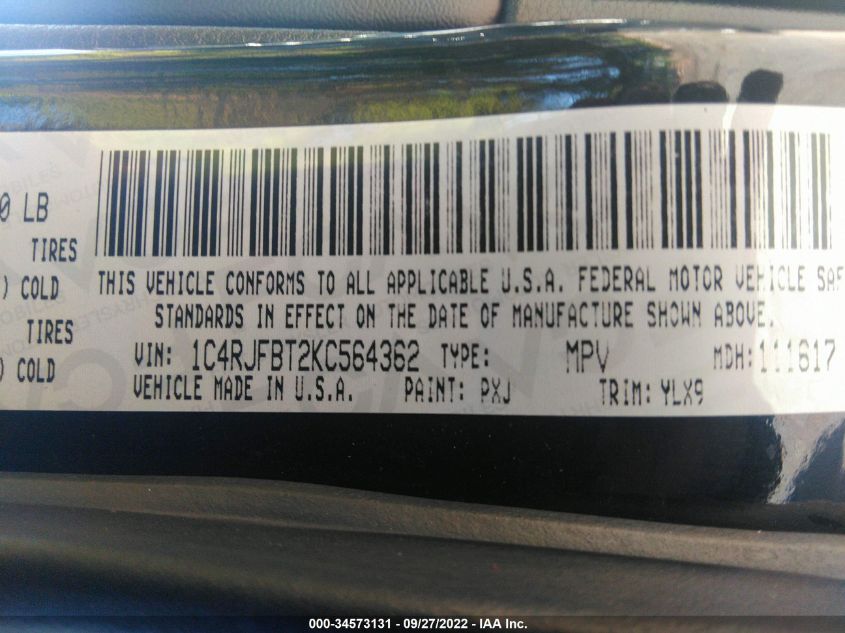 0 LB
TIRES
) COLD
TIRES
) COLD
THIS VEHICLE CONFORMS TO ALL APPLICABLE U.S.A. FEDERAL MOTOR VEHICLE SAF
STANDARDS IN EFFECT ON THE DATE OF MANUFACTURE SHOWN ABOVE.
VIN: 1C4RJFBT2KC564362 TYPE: MPV MDH: 111617
VEHICLE MADE IN U.S.A. PAINT: PXJ TRIM: YLX9
000-34573131 - 09/27/2022 - IAA Inc.